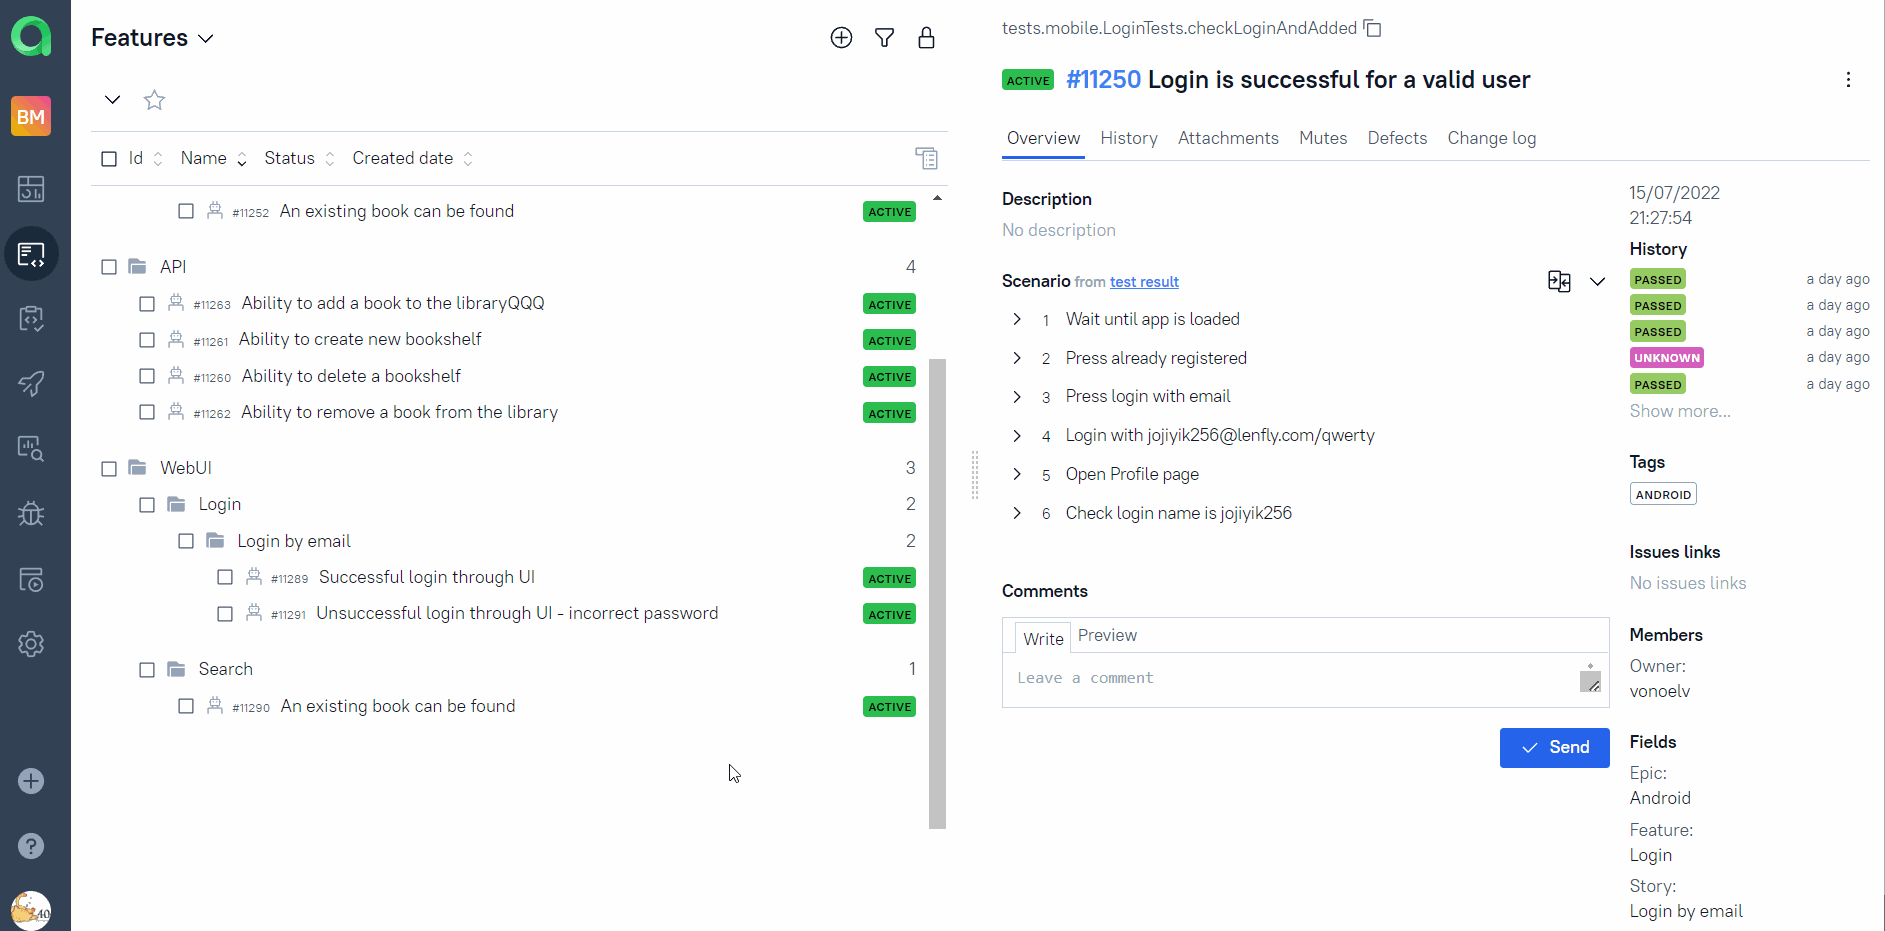 BM
Features
Id Name Status Created date
#11252 An existing book can be found ACTIVE
API 4
#11263 Ability to add a book to the libraryQQQ ACTIVE
#11261 Ability to create new bookshelf ACTIVE
#11260 Ability to delete a bookshelf ACTIVE
#11262 Ability to remove a book from the library ACTIVE
WebUI 3
Login 2
Login by email 2
#11289 Successful login through UI ACTIVE
#11291 Unsuccessful login through UI - incorrect password ACTIVE
Search 1
#11290 An existing book can be found ACTIVE
40
tests.mobile.LoginTests.checkLoginAndAdded
ACTIVE #11250 Login is successful for a valid user
Overview History Attachments Mutes Defects Change log
Description
No description
Scenario from test result
1 Wait until app is loaded
2 Press already registered
3 Press login with email
4 Login with jojiyik256@lenfly.com/qwerty
5 Open Profile page
6 Check login name is jojiyik256
Comments
Write Preview
Leave a comment
Send
15/07/2022
21:27:54
History
PASSED a day ago
PASSED a day ago
PASSED a day ago
UNKNOWN a day ago
PASSED a day ago
Show more...
Tags
ANDROID
Issues links
No issues links
Members
Owner:
vonoelv
Fields
Epic:
Android
Feature:
Login
Story:
Login by email